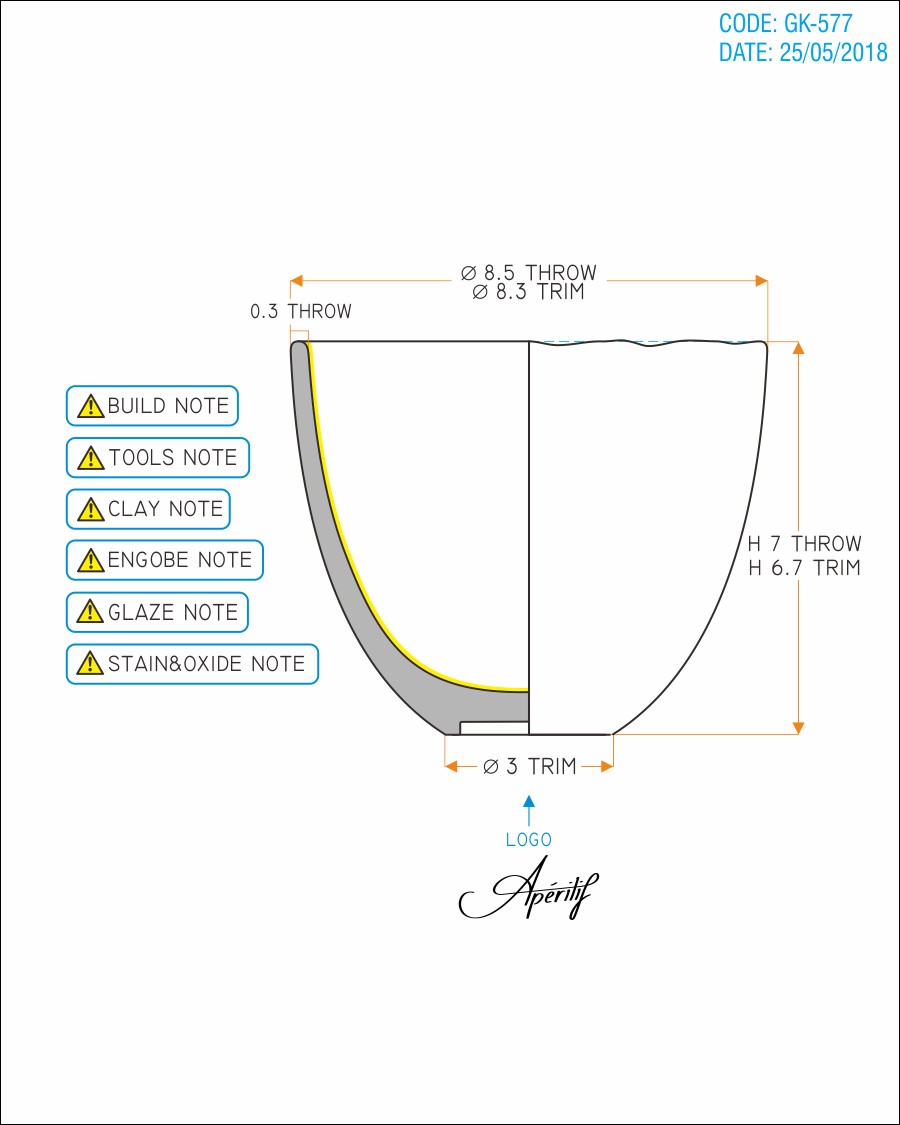 CODE: GK-577
DATE: 25/05/2018
Ø 8.5 THROW
Ø 8.3 TRIM
0.3 THROW
BUILD NOTE
TOOLS NOTE
CLAY NOTE
ENGOBE NOTE
GLAZE NOTE
STAIN&OXIDE NOTE
H 7 THROW
H 6.7 TRIM
Ø 3 TRIM
LOGO
Apéritif